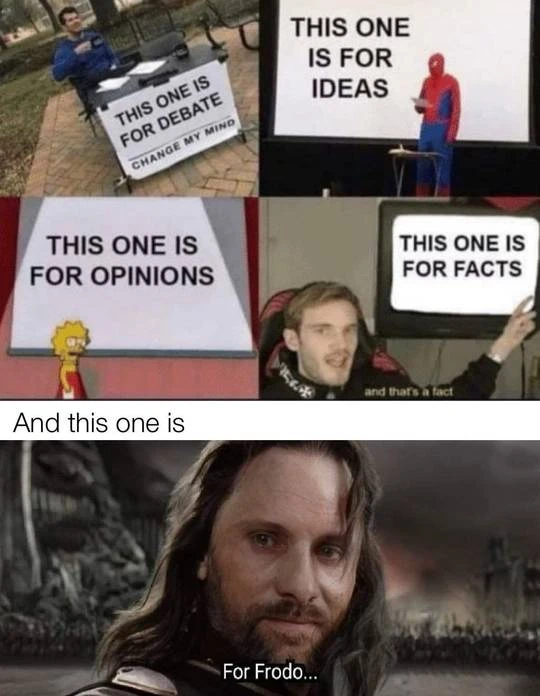 THIS ONE IS
FOR DEBATE
CHANGE MY MIND
THIS ONE
IS FOR
IDEAS
THIS ONE IS
FOR OPINIONS
THIS ONE IS
FOR FACTS
and that's a fact
And this one is
For Frodo...